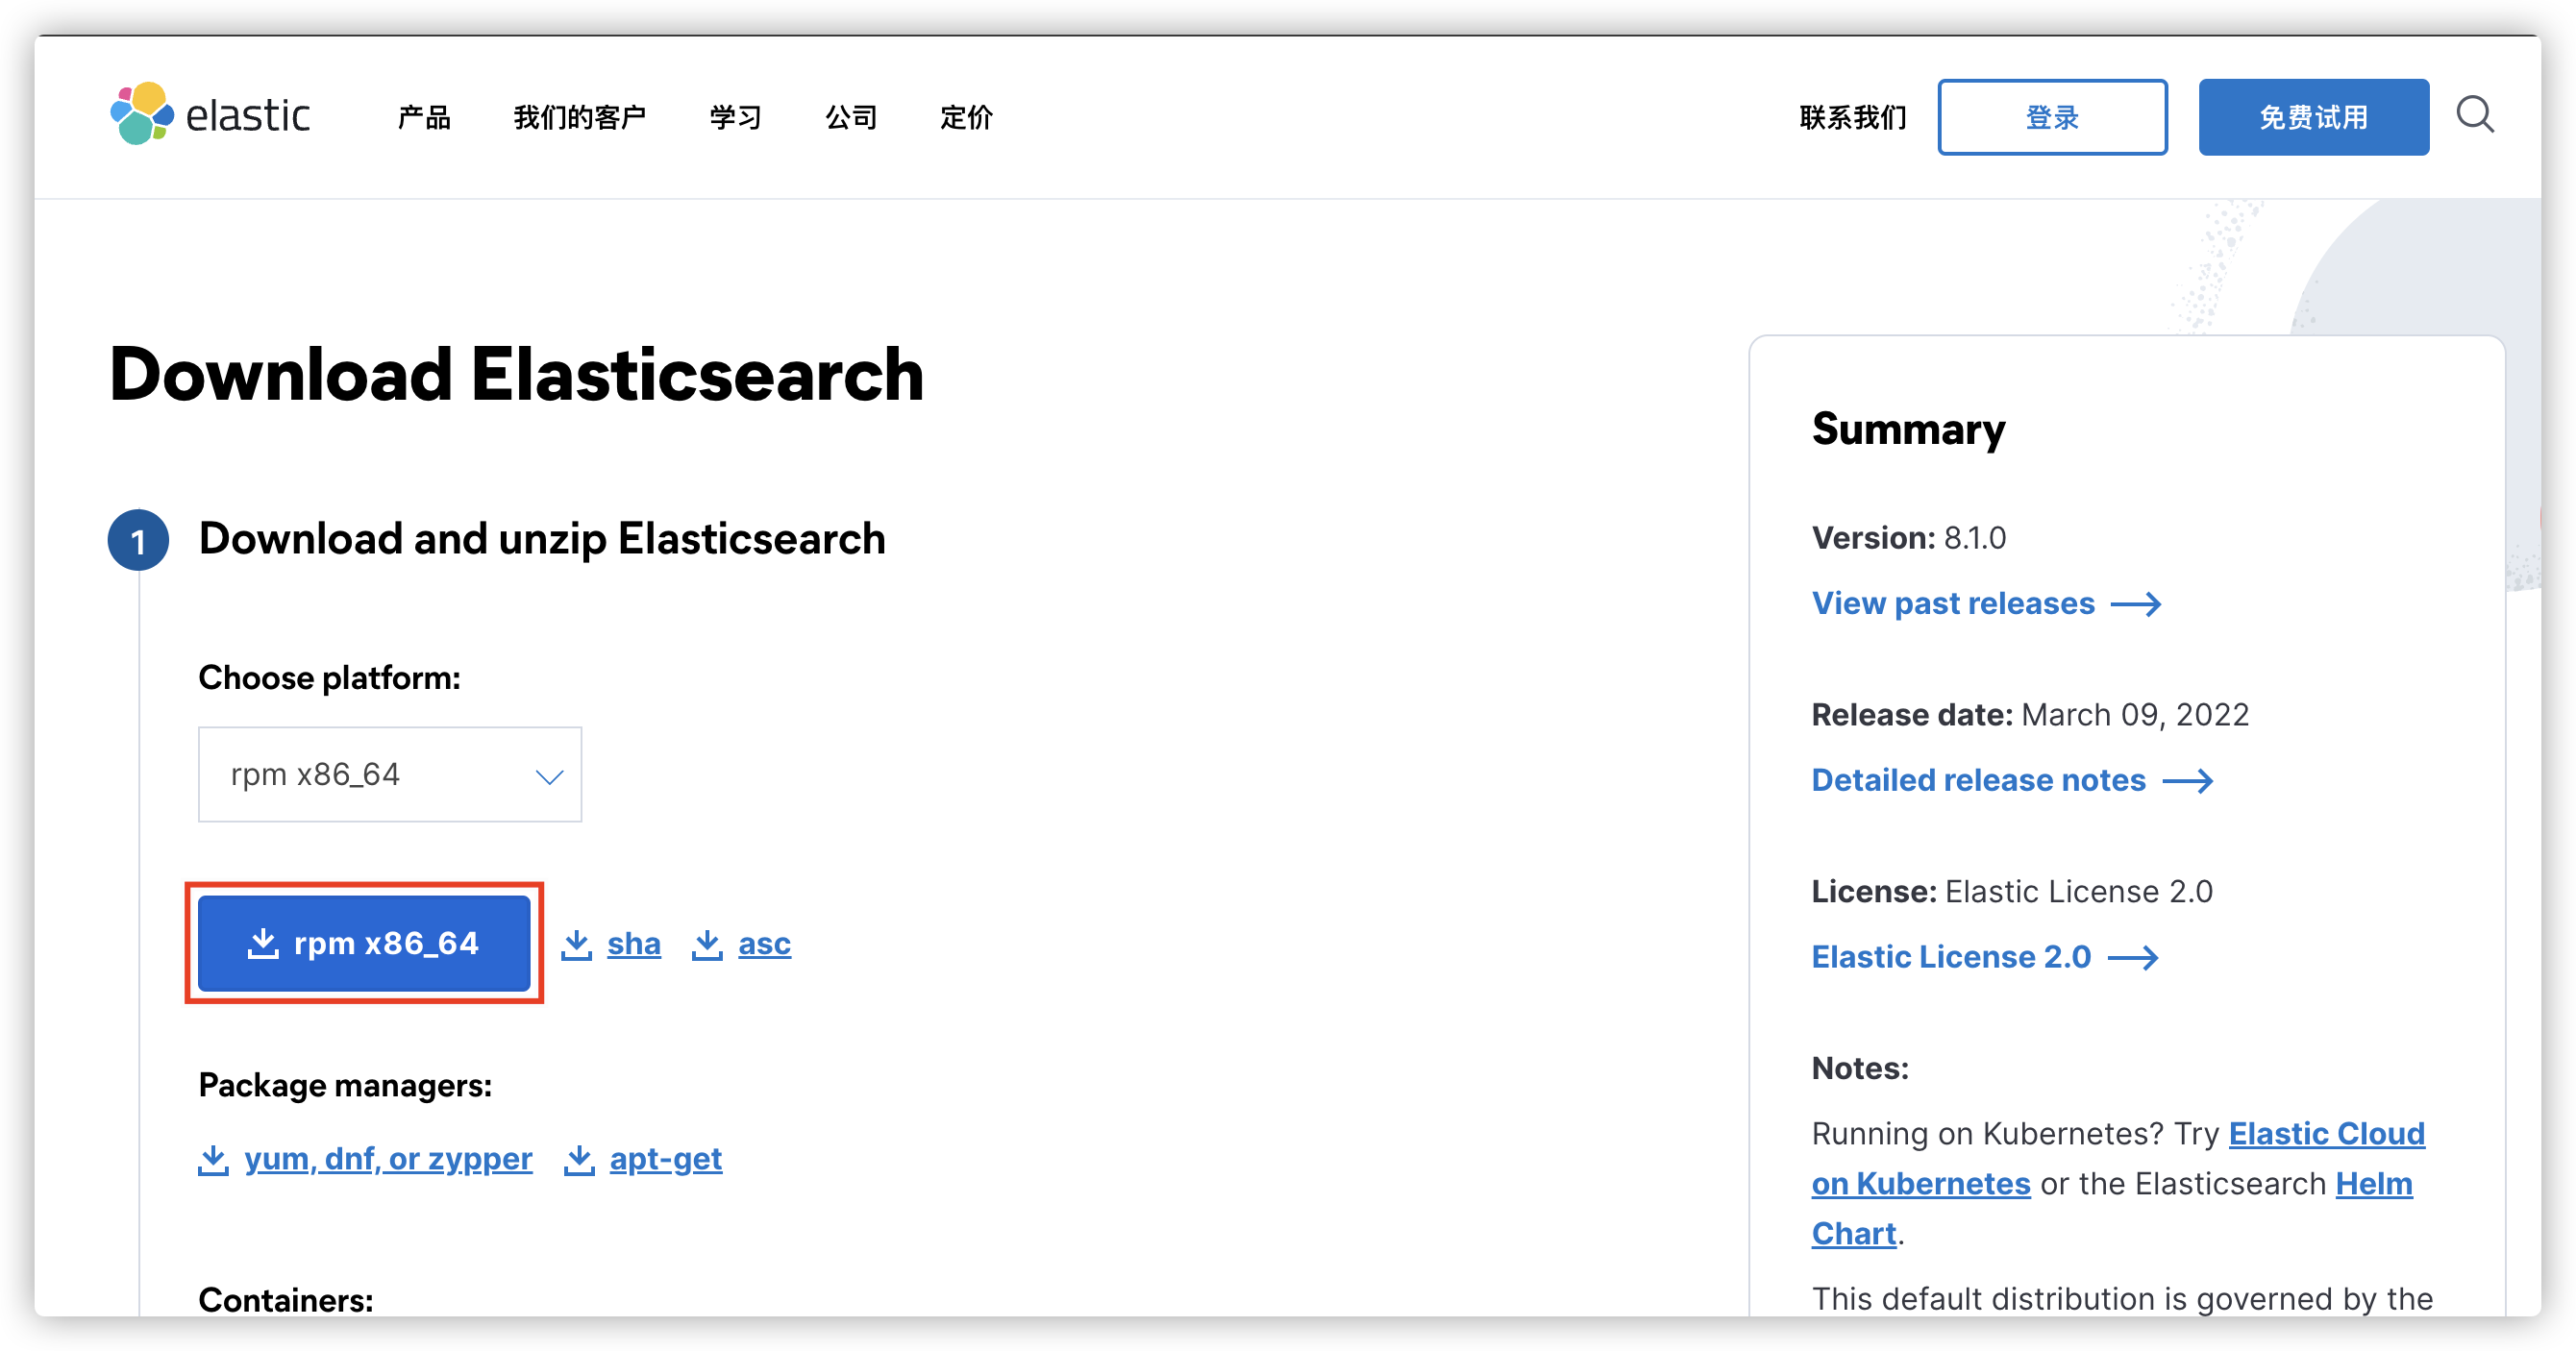 elastic
产品
我们的客户
学习
公司
定价
联系我们
登录
免费试用
Download Elasticsearch
1
Download and unzip Elasticsearch
Choose platform:
rpm x86_64
rpm x86_64
sha
asc
Package managers:
yum, dnf, or zypper
apt-get
Containers:
Summary
Version: 8.1.0
View past releases
Release date: March 09, 2022
Detailed release notes
License: Elastic License 2.0
Elastic License 2.0
Notes:
Running on Kubernetes? Try Elastic Cloud
on Kubernetes or the Elasticsearch Helm
Chart.
This default distribution is governed by the